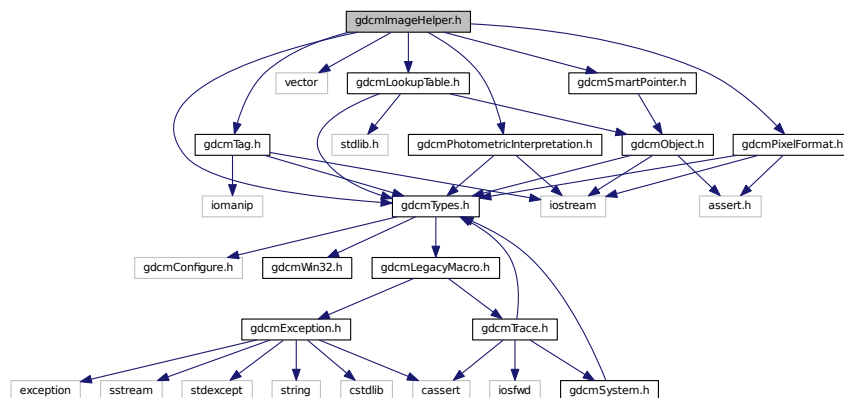 gdcmImageHelper.h
vector
gdcmLookupTable.h
gdcmSmartPointer.h
gdcmTag.h
stdlib.h
gdcmPhotometricInterpretation.h
gdcmObject.h
gdcmPixelFormat.h
iomanip
gdcmTypes.h
iostream
assert.h
gdcmConfigure.h
gdcmWin32.h
gdcmLegacyMacro.h
gdcmException.h
gdcmTrace.h
exception
sstream
stdexcept
string
cstdlib
cassert
iosfwd
gdcmSystem.h